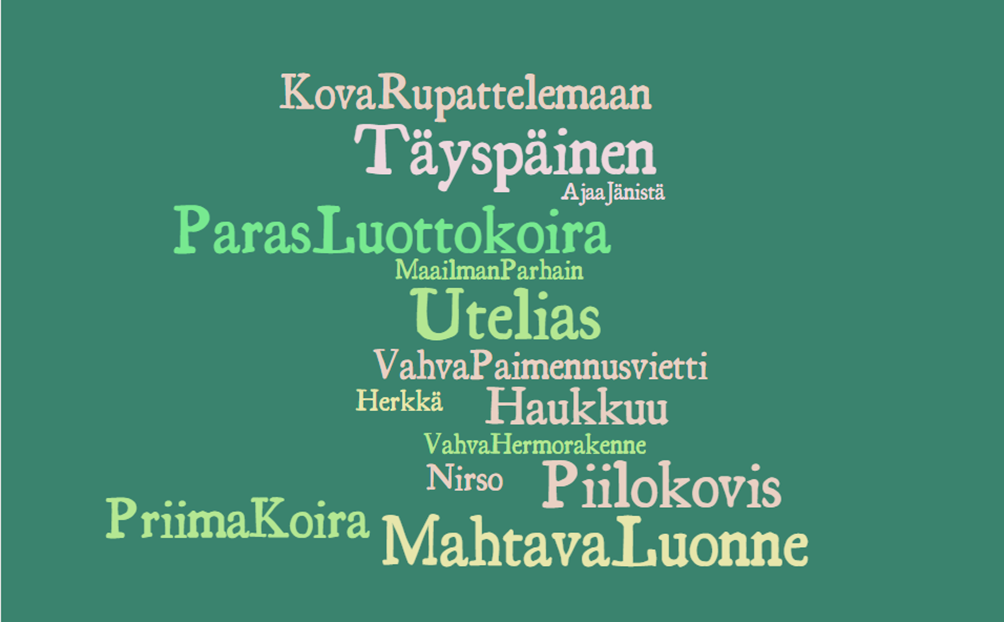 KovaRupattelemaan
Täyspäinen
AjaaJänistä
ParasLuottokoira
MaailmanParhain
Utelias
VahvaPaimennusvietti
Herkkä
Haukkuu
VahvaHermorakenne
Nirso
Piilokovis
PriimaKoira
MahtavaLuonne